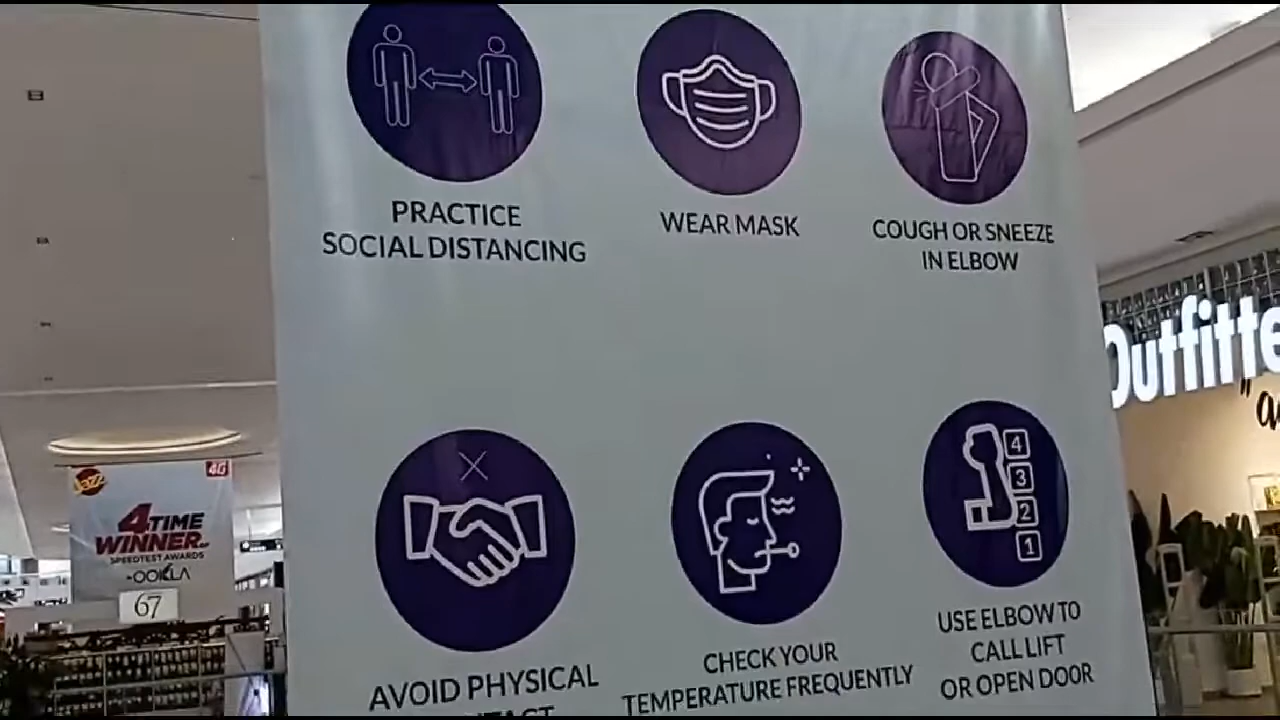 PRACTICE
SOCIAL DISTANCING
WEAR MASK
COUGH OR SNEEZE
IN ELBOW
AVOID PHYSICAL
CHECK YOUR
TEMPERATURE FREQUENTLY
4
3
2
1
USE ELBOW TO
CALL LIFT
OR OPEN DOOR
Jazz
4G
4 TIME
WINNER
SPEEDTEST AWARDS
OOKLA
67
Outfitte